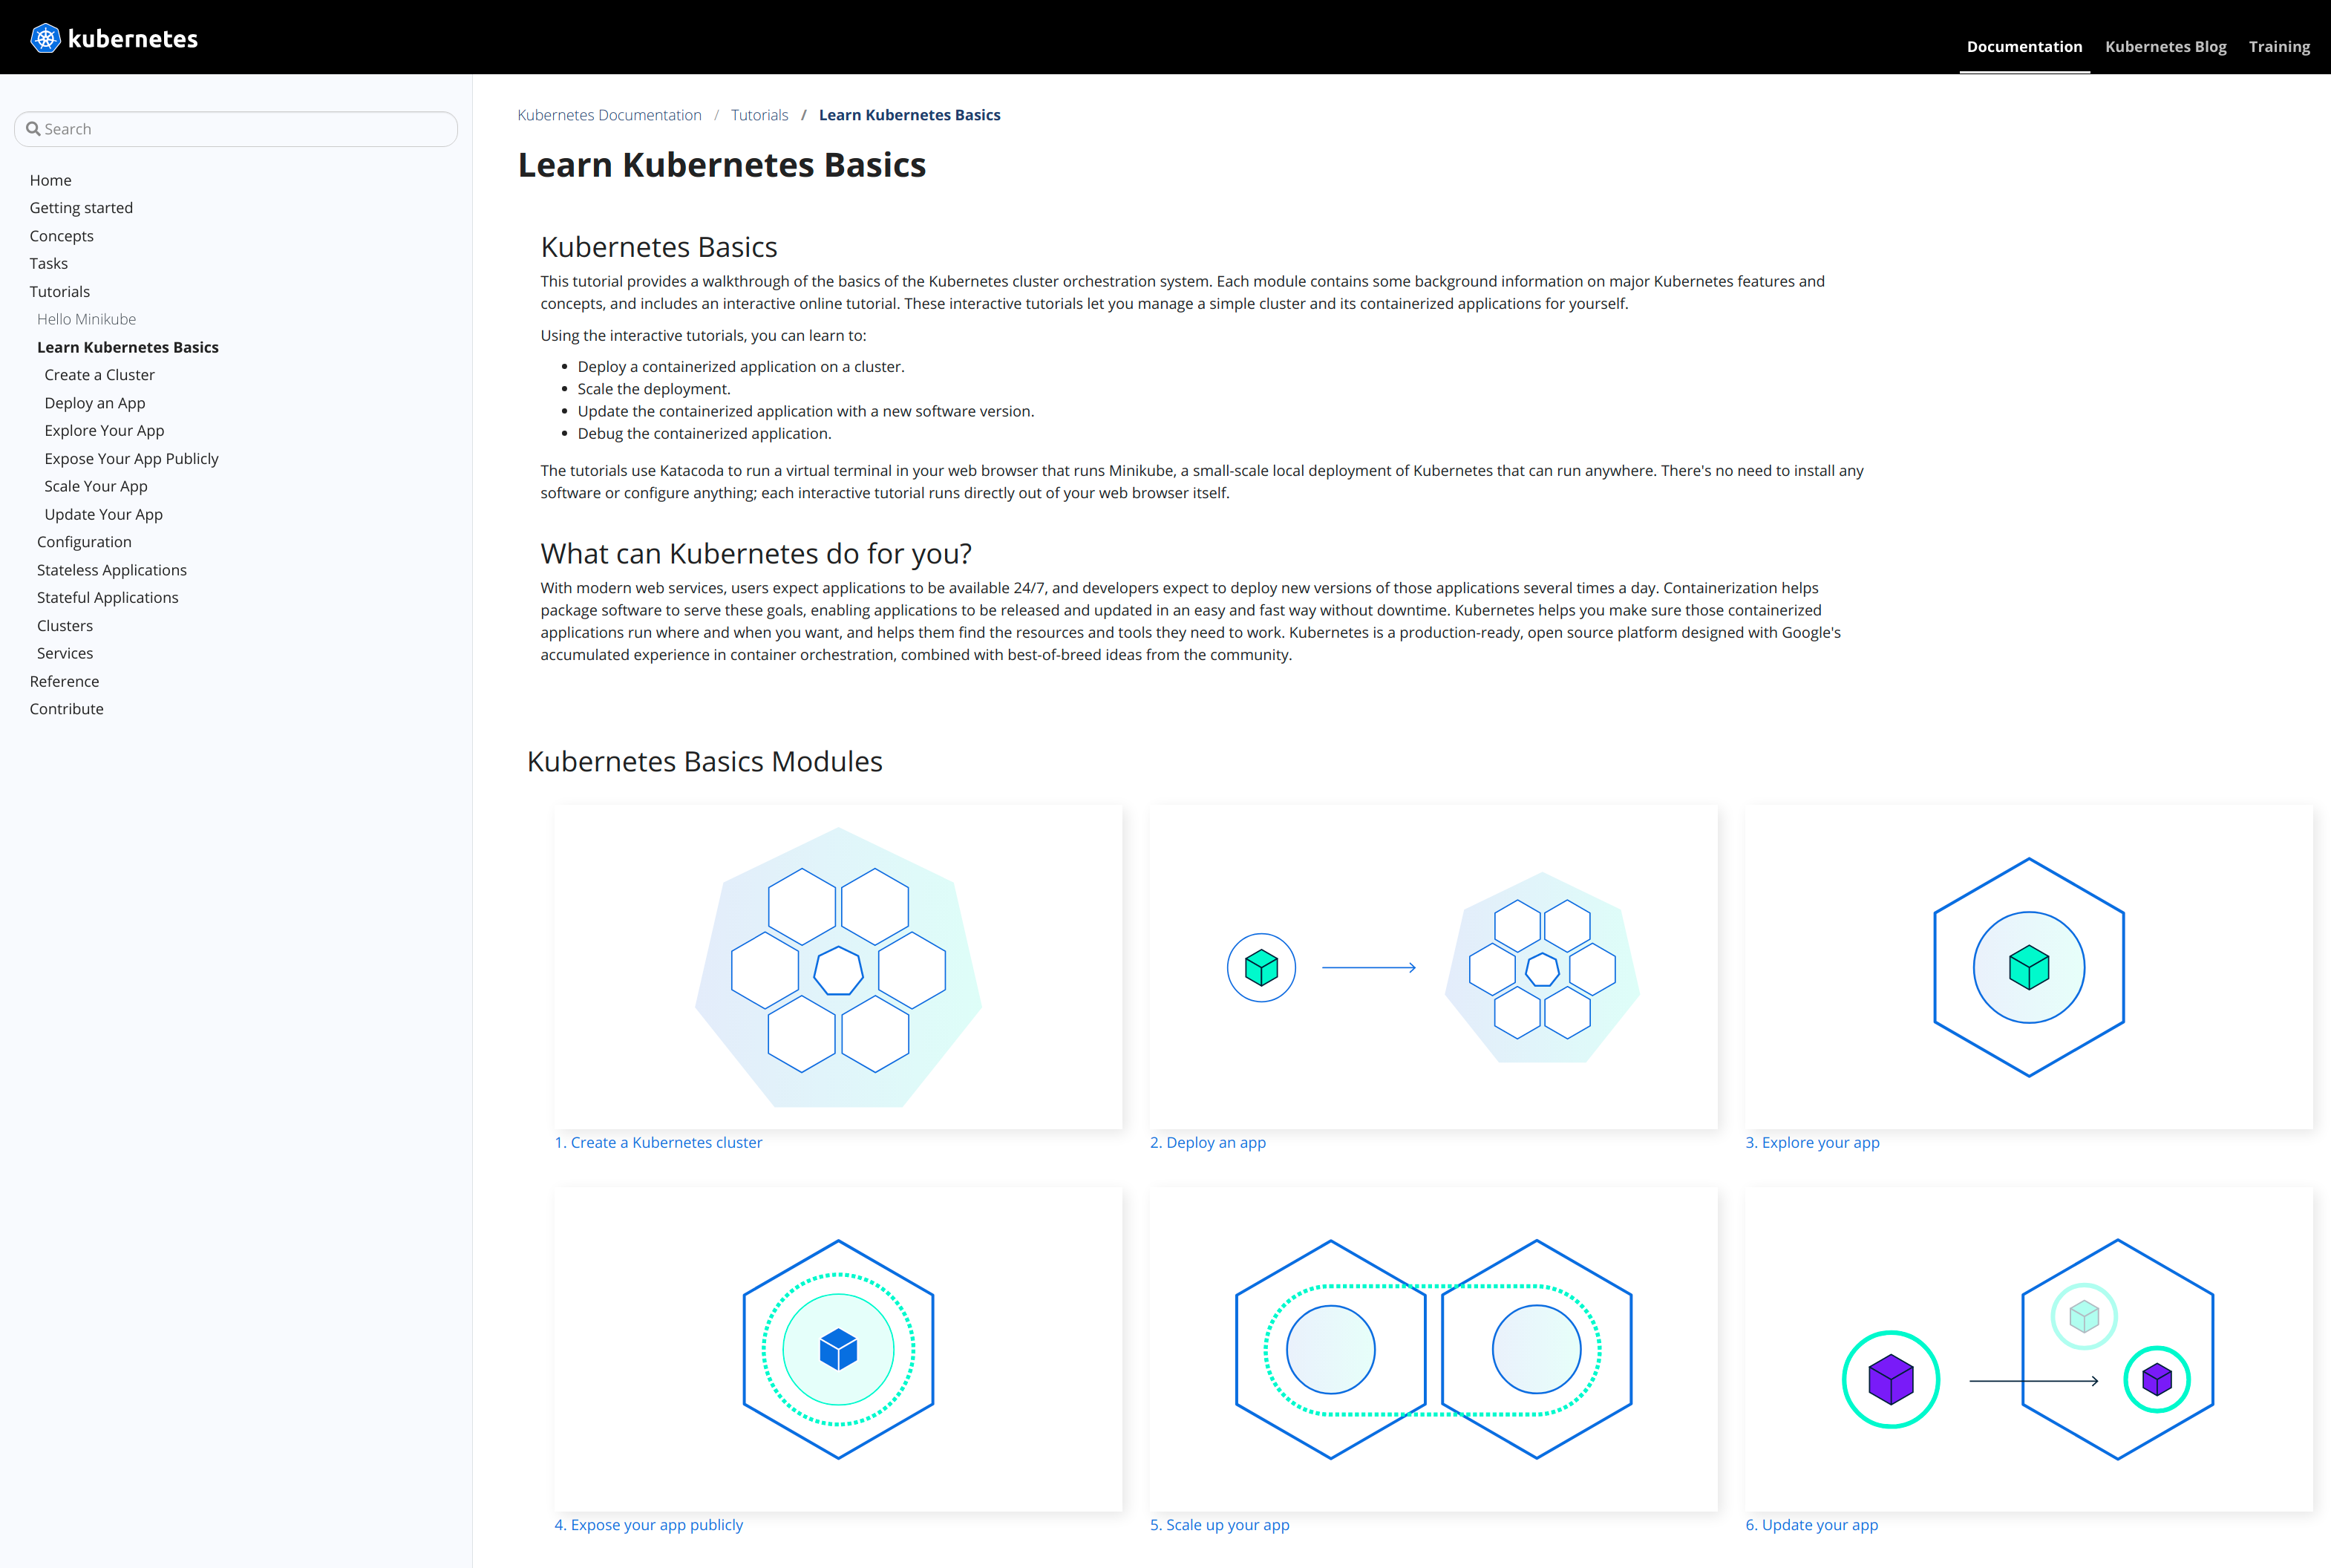 kubernetes
Documentation Kubernetes Blog Training
Search
Home
Getting started
Concepts
Tasks
Tutorials
Hello Minikube
Learn Kubernetes Basics
Create a Cluster
Deploy an App
Explore Your App
Expose Your App Publicly
Scale Your App
Update Your App
Configuration
Stateless Applications
Stateful Applications
Clusters
Services
Reference
Contribute
Kubernetes Documentation / Tutorials / Learn Kubernetes Basics
Learn Kubernetes Basics
Kubernetes Basics
This tutorial provides a walkthrough of the basics of the Kubernetes cluster orchestration system. Each module contains some background information on major Kubernetes features and
concepts, and includes an interactive online tutorial. These interactive tutorials let you manage a simple cluster and its containerized applications for yourself.
Using the interactive tutorials, you can learn to:
• Deploy a containerized application on a cluster.
• Scale the deployment.
• Update the containerized application with a new software version.
• Debug the containerized application.
The tutorials use Katacoda to run a virtual terminal in your web browser that runs Minikube, a small-scale local deployment of Kubernetes that can run anywhere. There's no need to install any
software or configure anything; each interactive tutorial runs directly out of your web browser itself.
What can Kubernetes do for you?
With modern web services, users expect applications to be available 24/7, and developers expect to deploy new versions of those applications several times a day. Containerization helps
package software to serve these goals, enabling applications to be released and updated in an easy and fast way without downtime. Kubernetes helps you make sure those containerized
applications run where and when you want, and helps them find the resources and tools they need to work. Kubernetes is a production-ready, open source platform designed with Google's
accumulated experience in container orchestration, combined with best-of-breed ideas from the community.
Kubernetes Basics Modules
1. Create a Kubernetes cluster
2. Deploy an app
3. Explore your app
4. Expose your app publicly
5. Scale up your app
6. Update your app